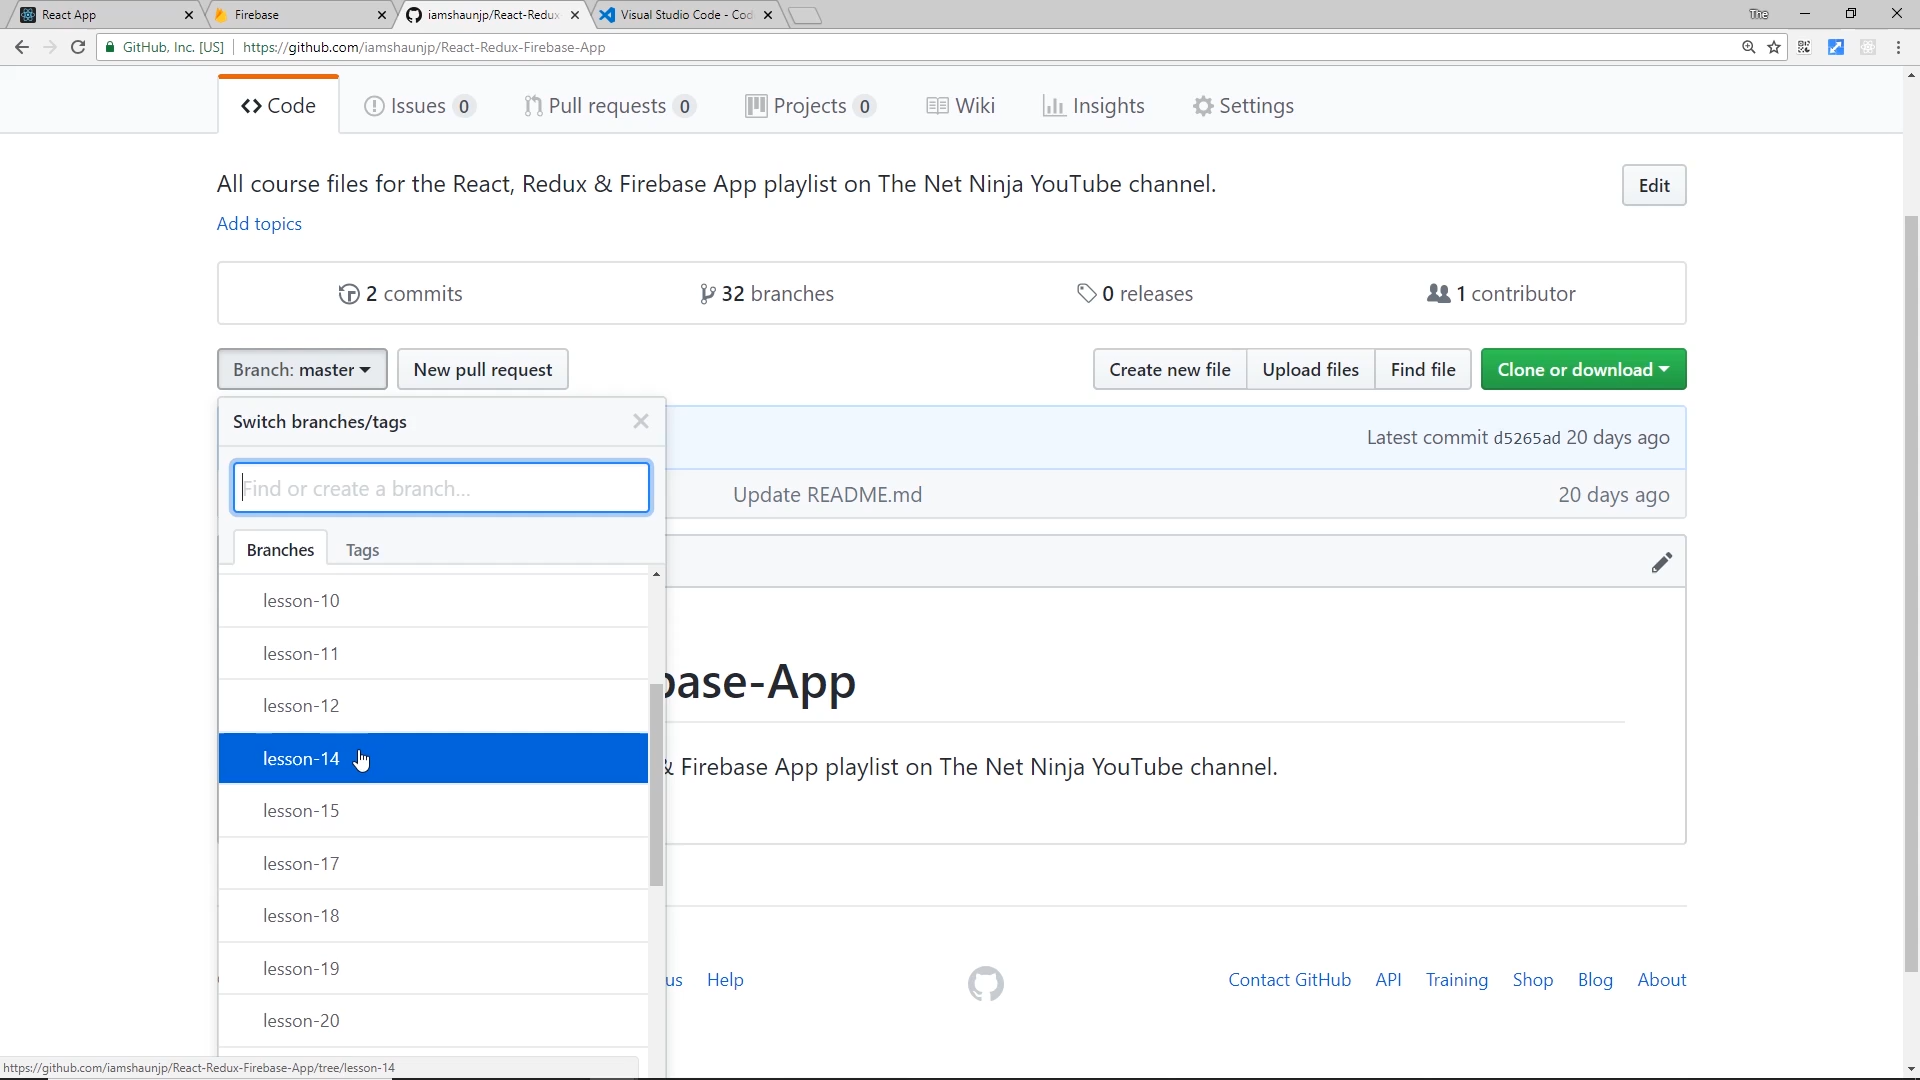 React App
Firebase
iamshaunjp/React-Redux
Visual Studio Code - Cod
The
GitHub, Inc. [US]
https://github.com/iamshaunjp/React-Redux-Firebase-App
Code
Issues 0
Pull requests 0
Projects 0
Wiki
Insights
Settings
All course files for the React, Redux & Firebase App playlist on The Net Ninja YouTube channel.
Edit
Add topics
2 commits
32 branches
0 releases
1 contributor
Branch: master
New pull request
Create new file
Upload files
Find file
Clone or download
Switch branches/tags
Latest commit d5265ad 20 days ago
Find or create a branch...
Update README.md
20 days ago
Branches
Tags
lesson-10
lesson-11
base-App
lesson-12
lesson-14
& Firebase App playlist on The Net Ninja YouTube channel.
lesson-15
lesson-17
lesson-18
lesson-19
us
Help
Contact GitHub
API
Training
Shop
Blog
About
lesson-20
https://github.com/iamshaunjp/React-Redux-Firebase-App/tree/lesson-14